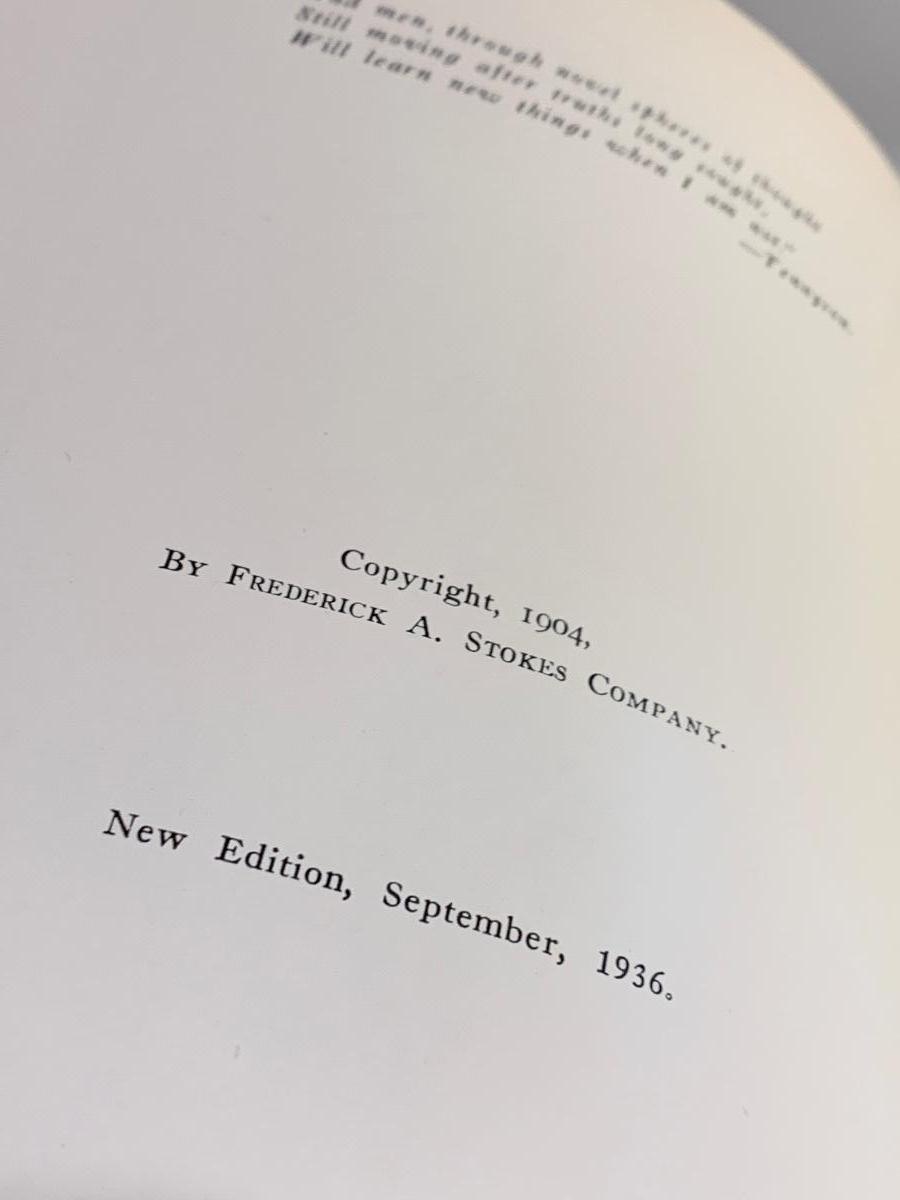 men, through novel spheres of thought
Still moving after truths long sought,
Will learn new things when I am not."
—Tennyson.
Copyright, 1904,
By Frederick A. Stokes Company.
New Edition, September, 1936.